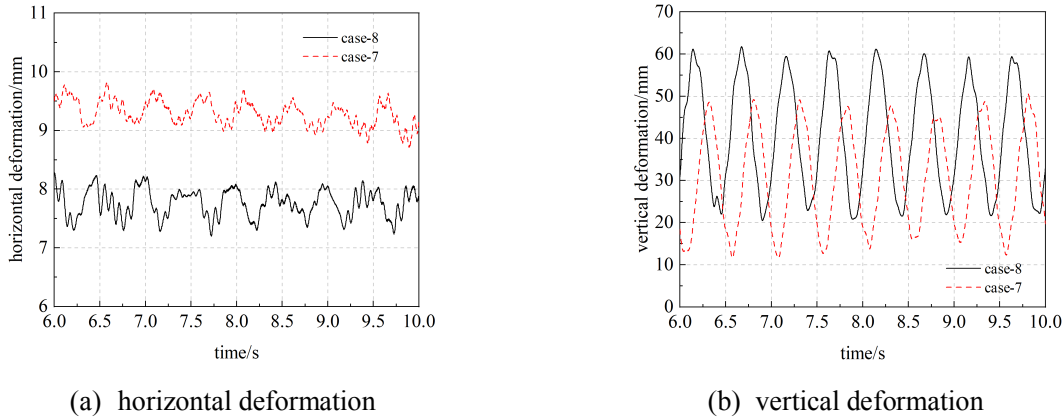 11
10
9
8
7
6
horizontal deformation/mm
case-8
case-7
6.0 6.5 7.0 7.5 8.0 8.5 9.0 9.5 10.0
time/s
(a) horizontal deformation
70
60
50
40
30
20
10
0
vertical deformation/mm
case-8
case-7
6.0 6.5 7.0 7.5 8.0 8.5 9.0 9.5 10.0
time/s
(b) vertical deformation